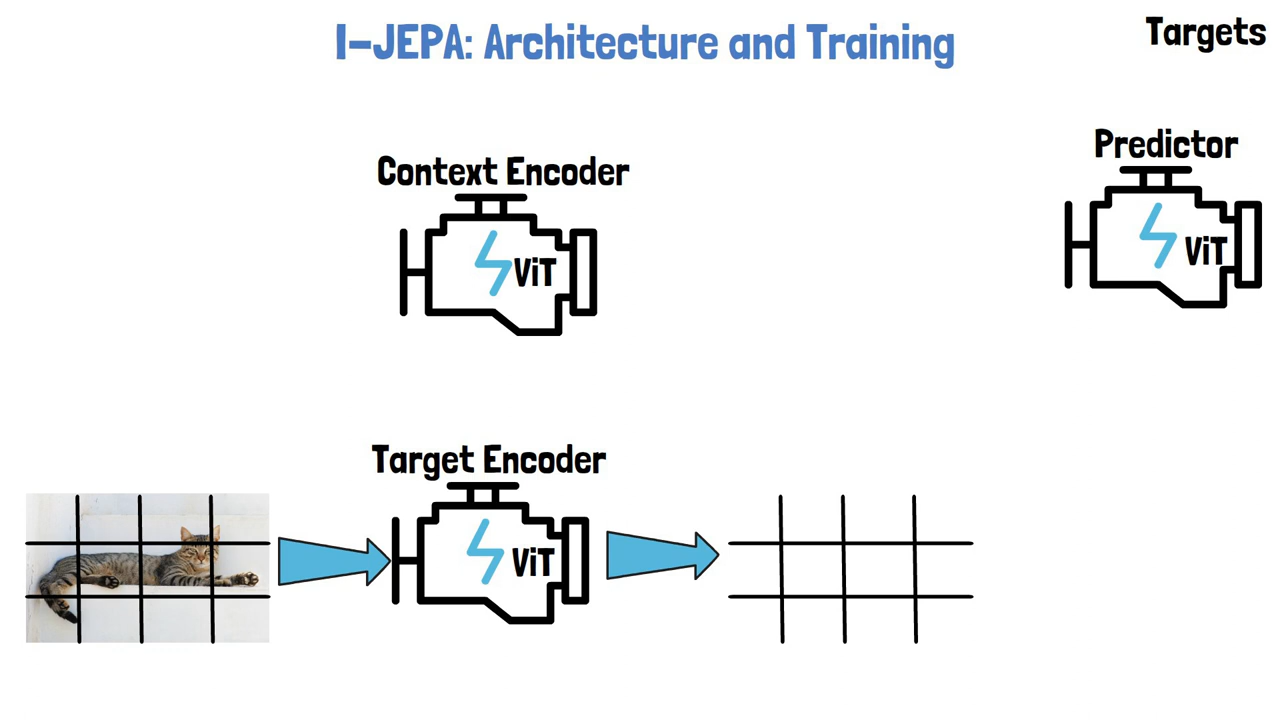 I-JEPA: Architecture and Training
Targets
Predictor
Context Encoder
ViT
ViT
Target Encoder
ViT